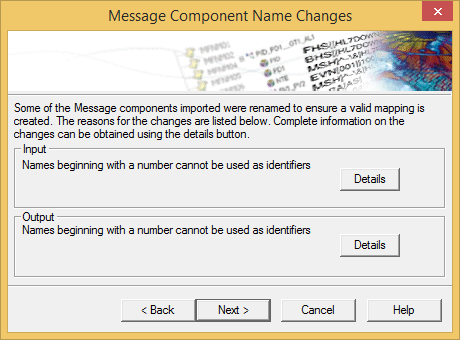 Message Component Name Changes
Some of the Message components imported were renamed to ensure a valid mapping is
created. The reasons for the changes are listed below. Complete information on the
changes can be obtained using the details button.
Input
Names beginning with a number cannot be used as identifiers
Details
Output
Names beginning with a number cannot be used as identifiers
Details
< Back
Next >
Cancel
Help